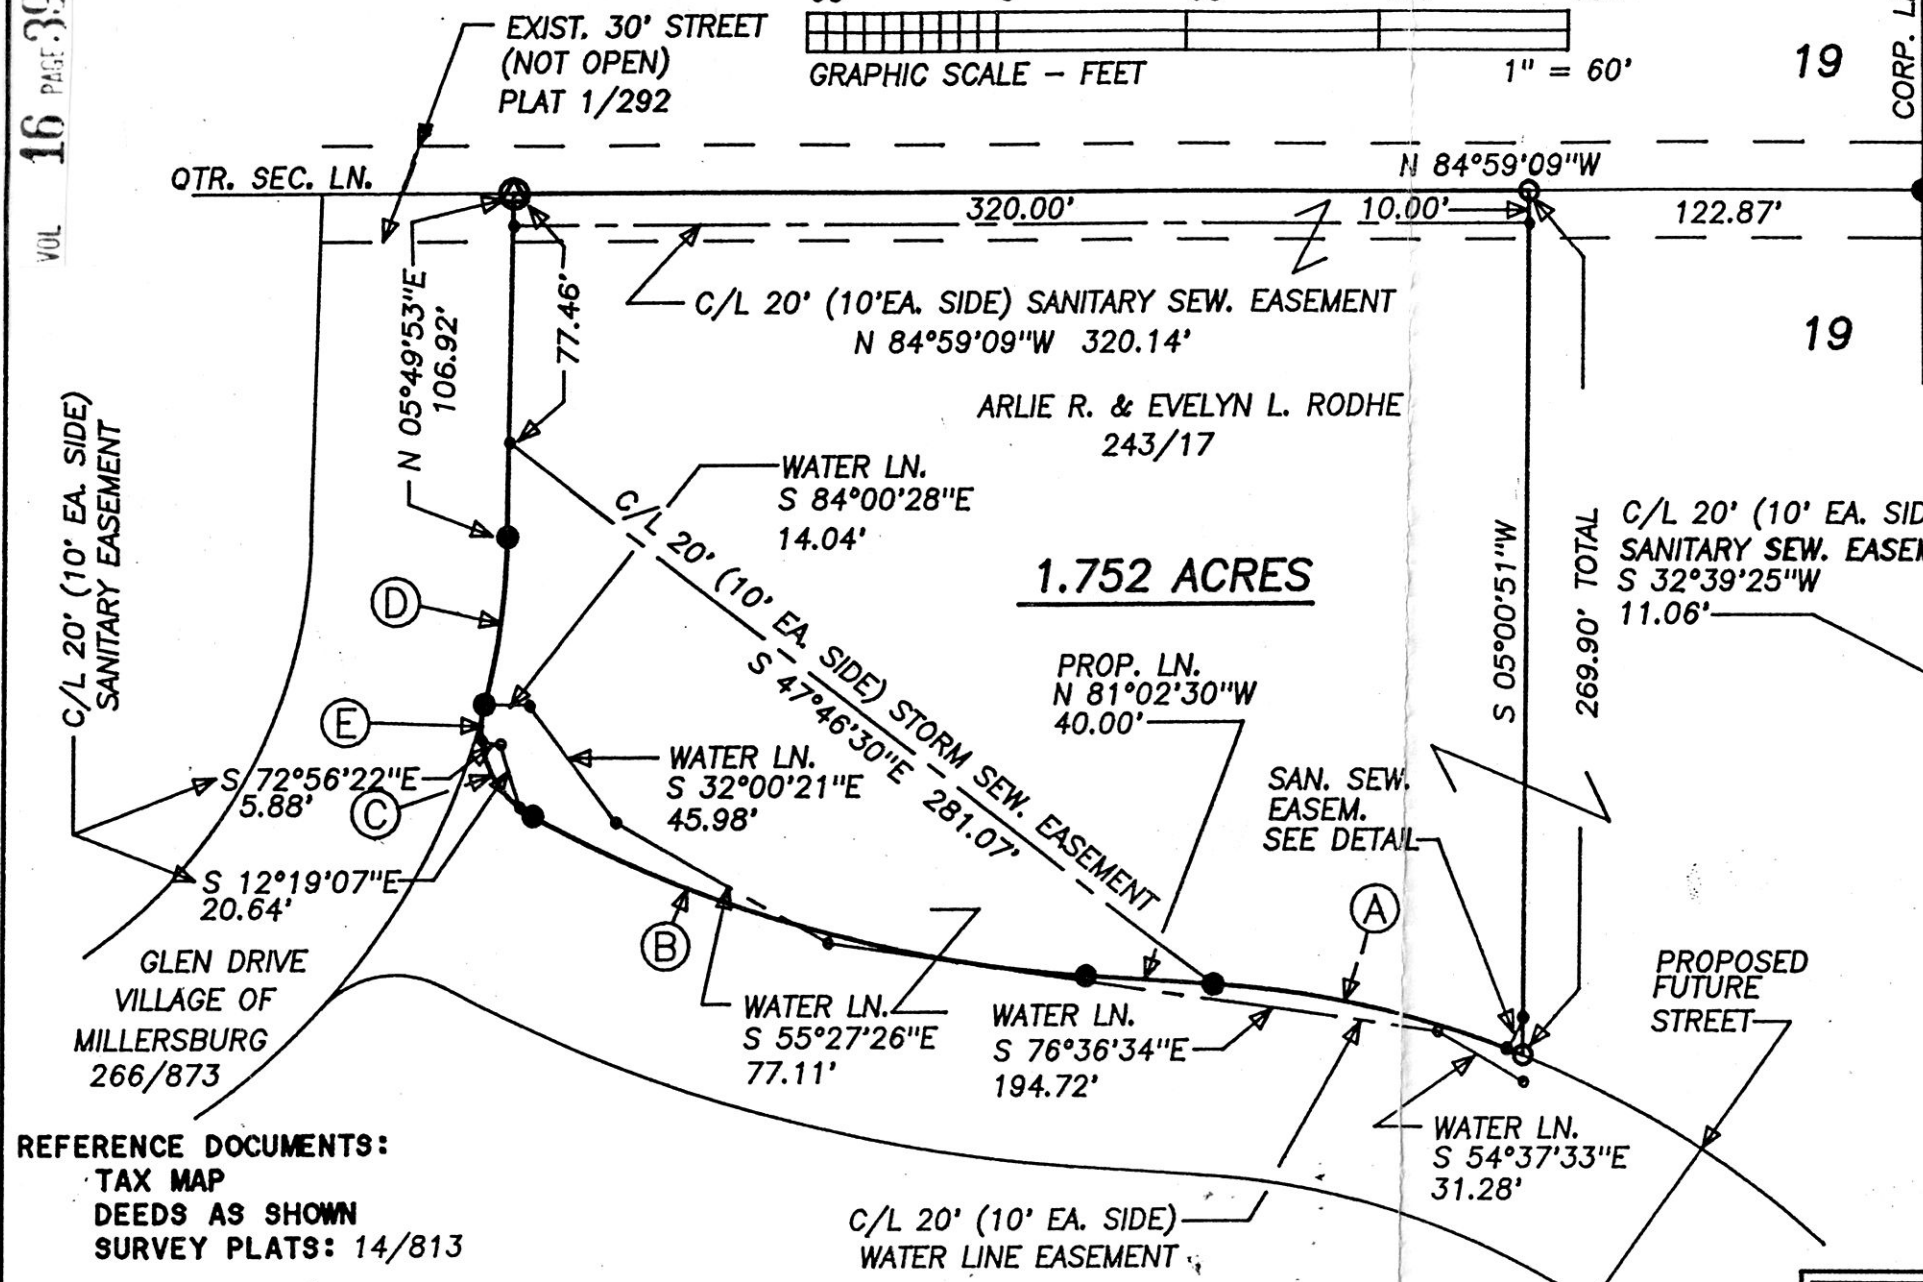 VOL 16 PAGE 39
EXIST. 30' STREET
(NOT OPEN)
PLAT 1/292
GRAPHIC SCALE – FEET
1" = 60'
19
CORP.
QTR. SEC. LN.
N 84°59'09"W
320.00'
10.00'
122.87'
N 05°49'53"E
106.92'
77.46'
C/L 20' (10'EA. SIDE) SANITARY SEW. EASEMENT
N 84°59'09"W 320.14'
19
ARLIE R. & EVELYN L. RODHE
243/17
C/L 20' (10' EA. SIDE)
SANITARY EASEMENT
WATER LN.
S 84°00'28"E
14.04'
C/L 20' (10' EA. SIDE) STORM SEW. EASEMENT
S 47°46'30"E 281.07'
1.752 ACRES
S 05°00'51"W
269.90' TOTAL
C/L 20' (10' EA. SID
SANITARY SEW. EASEM
S 32°39'25"W
11.06'
D
PROP. LN.
N 81°02'30"W
40.00'
E
S 72°56'22"E
5.88'
C
WATER LN.
S 32°00'21"E
45.98'
SAN. SEW.
EASEM.
SEE DETAIL
S 12°19'07"E
20.64'
B
A
GLEN DRIVE
VILLAGE OF
MILLERSBURG
266/873
WATER LN.
S 55°27'26"E
77.11'
WATER LN.
S 76°36'34"E
194.72'
PROPOSED
FUTURE
STREET
WATER LN.
S 54°37'33"E
31.28'
C/L 20' (10' EA. SIDE)
WATER LINE EASEMENT
REFERENCE DOCUMENTS:
TAX MAP
DEEDS AS SHOWN
SURVEY PLATS: 14/813